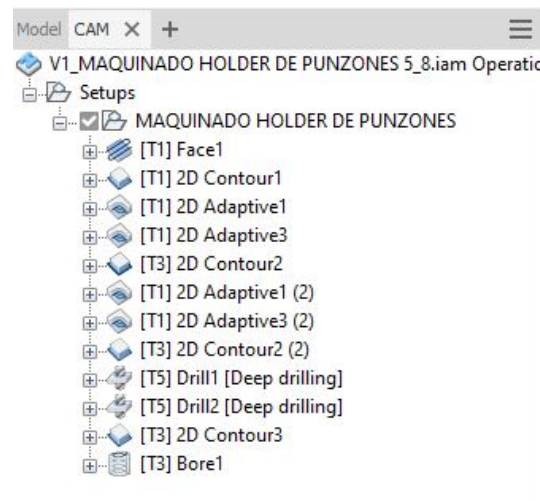 Model CAM
V1_MAQUINADO HOLDER DE PUNZONES 5_8.iam Operatio
Setups
MAQUINADO HOLDER DE PUNZONES
[T1] Face1
[T1] 2D Contour1
[T1] 2D Adaptive1
[T1] 2D Adaptive3
[T3] 2D Contour2
[T1] 2D Adaptive1 (2)
[T1] 2D Adaptive3 (2)
[T3] 2D Contour2 (2)
[T5] Drill1 [Deep drilling]
[T5] Drill2 [Deep drilling]
[T3] 2D Contour3
[T3] Bore1